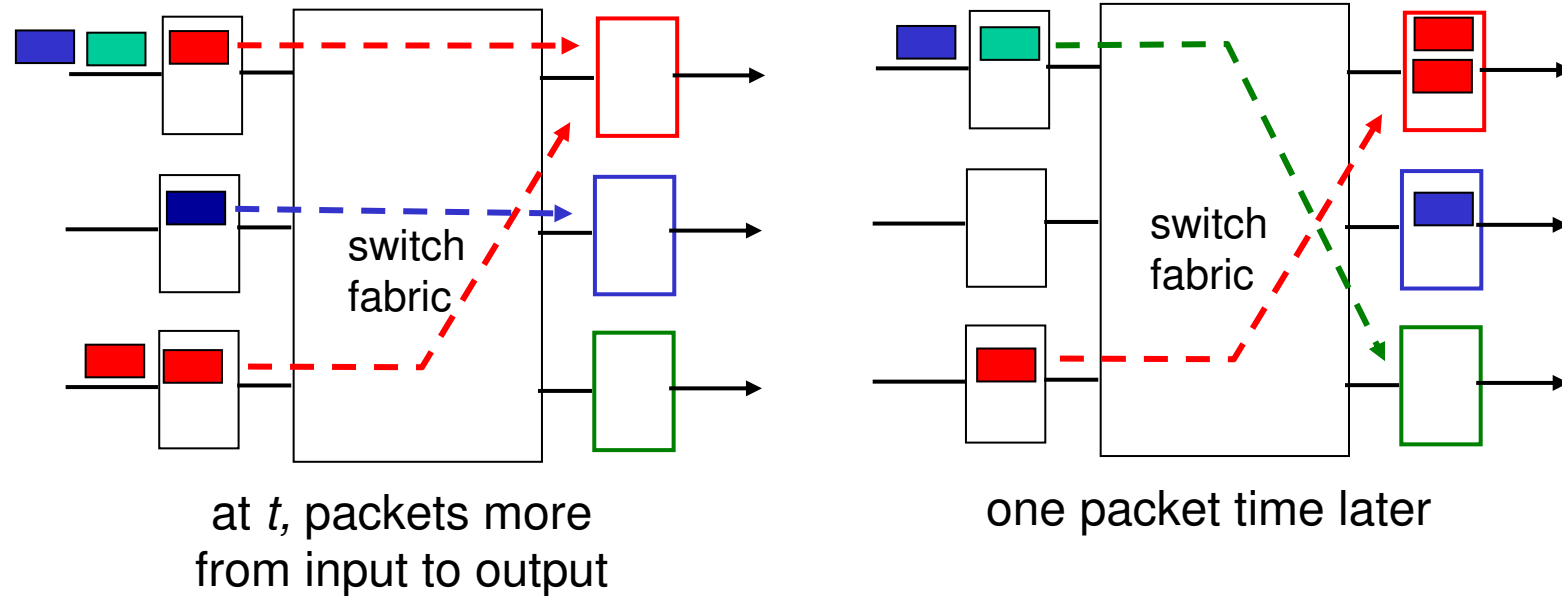 switch
fabric
at t, packets more
from input to output
switch
fabric
one packet time later